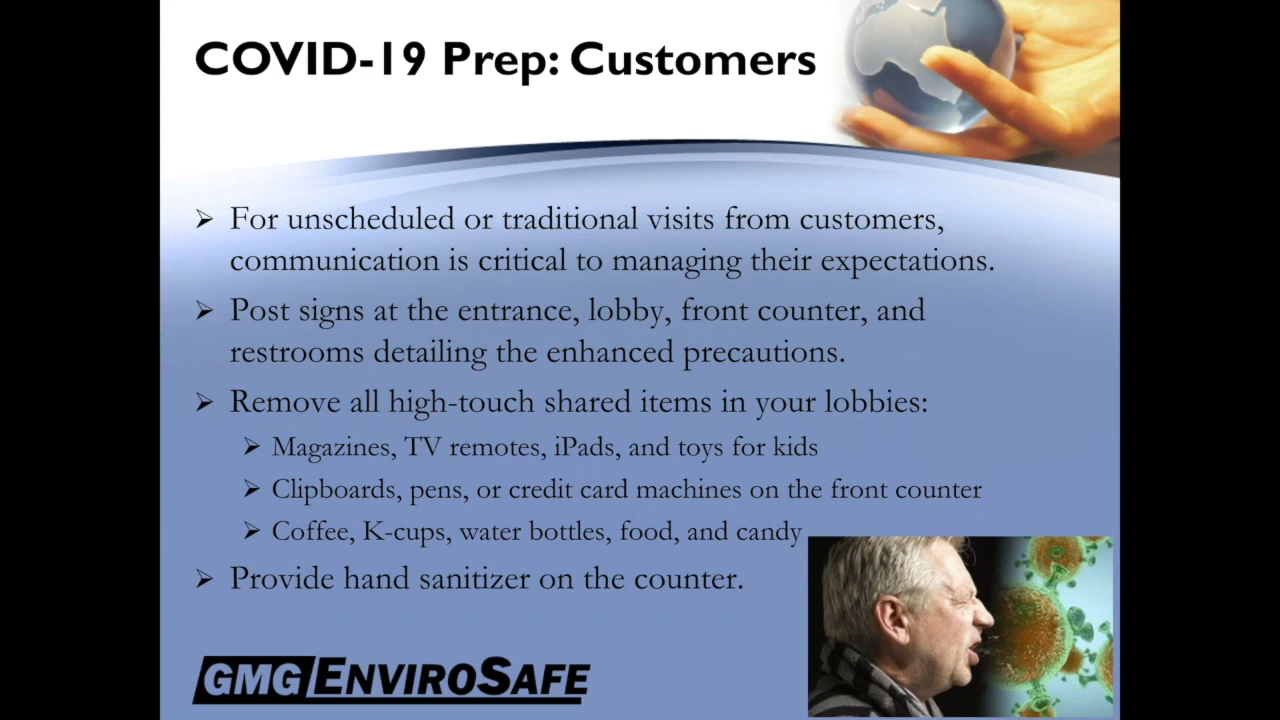 COVID-19 Prep: Customers
➢ For unscheduled or traditional visits from customers,
communication is critical to managing their expectations.
➢ Post signs at the entrance, lobby, front counter, and
restrooms detailing the enhanced precautions.
➢ Remove all high-touch shared items in your lobbies:
➢ Magazines, TV remotes, iPads, and toys for kids
➢ Clipboards, pens, or credit card machines on the front counter
➢ Coffee, K-cups, water bottles, food, and candy
➢ Provide hand sanitizer on the counter.
GMG ENVIROSAFE